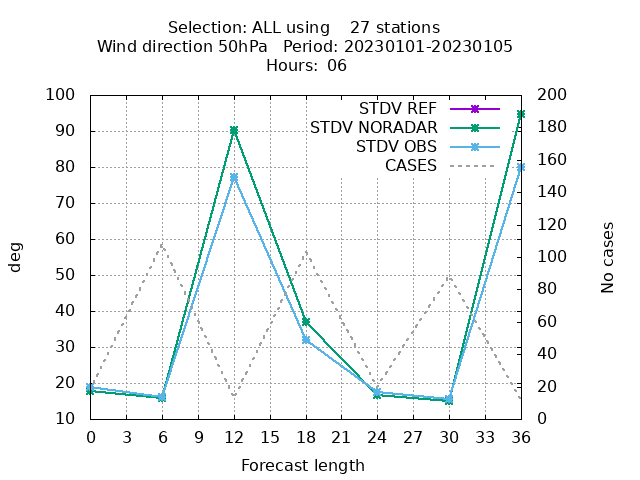 Selection: ALL using    27 stations
Wind direction 50hPa   Period: 20230101-20230105
Hours: 06
100
90
80
70
60
50
40
30
20
10
deg
STDV REF
STDV NORADAR
STDV OBS
CASES
200
180
160
140
120
100
80
60
40
20
0
No cases
0 3 6 9 12 15 18 21 24 27 30 33 36
Forecast length